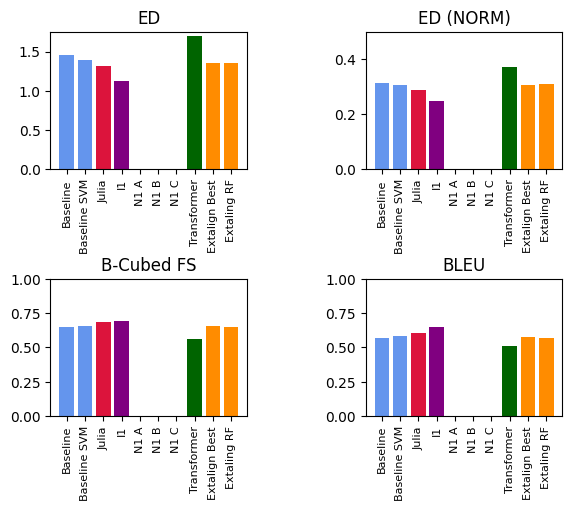 ED
1.5
1.0
0.5
0.0
Baseline
Baseline SVM
Julia
I1
N1 A
N1 B
N1 C
Transformer
Extalign Best
Extaling RF
ED (NORM)
0.4
0.2
0.0
Baseline
Baseline SVM
Julia
I1
N1 A
N1 B
N1 C
Transformer
Extalign Best
Extaling RF
B-Cubed FS
1.00
0.75
0.50
0.25
0.00
Baseline
Baseline SVM
Julia
I1
N1 A
N1 B
N1 C
Transformer
Extalign Best
Extaling RF
BLEU
1.00
0.75
0.50
0.25
0.00
Baseline
Baseline SVM
Julia
I1
N1 A
N1 B
N1 C
Transformer
Extalign Best
Extaling RF